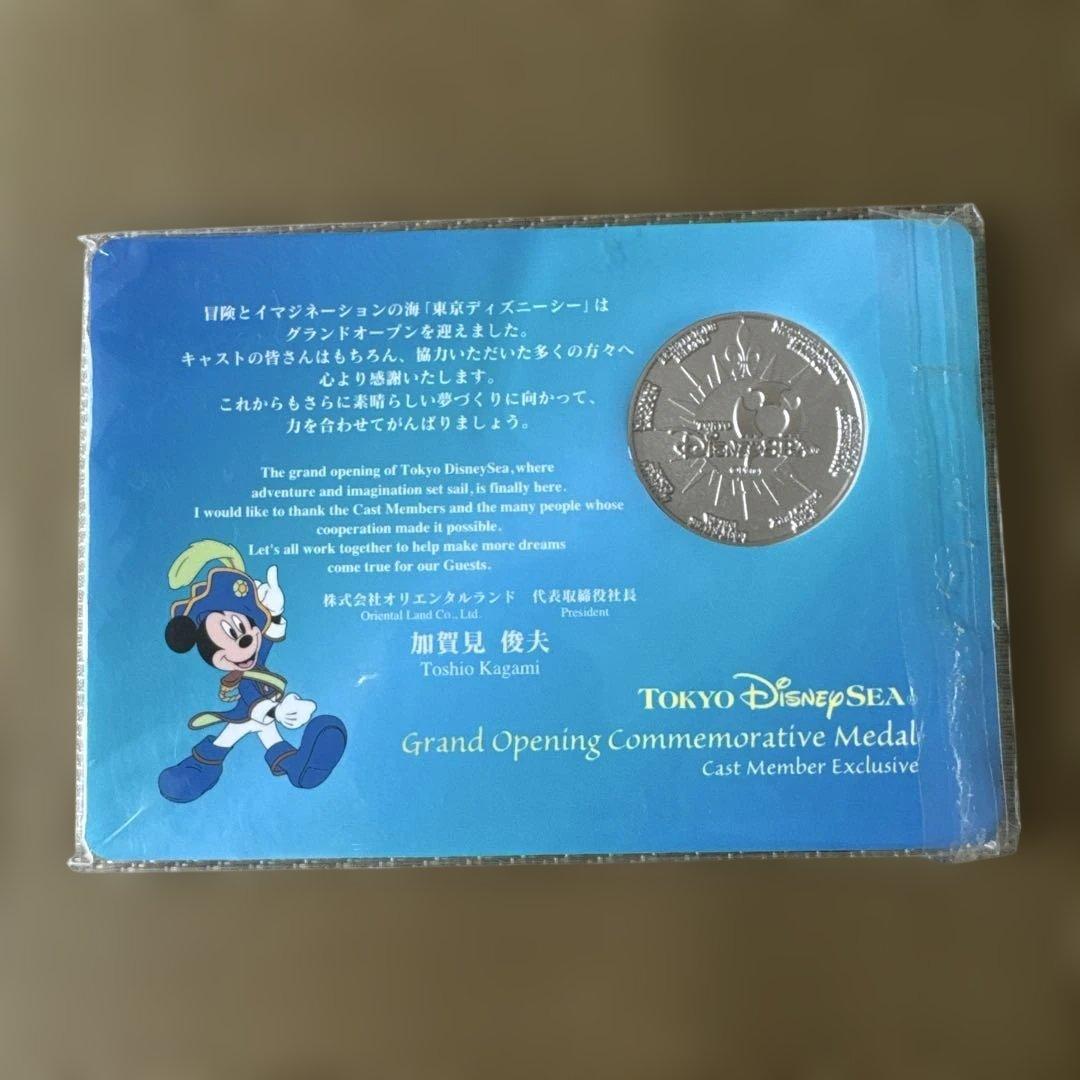 冒険とイマジネーションの海「東京ディズニーシー」は
グランドオープンを迎えました。
キャストの皆さんはもちろん、協力いただいた多くの方々へ
心より感謝いたします。
これからもさらに素晴らしい夢づくりに向かって、
力を合わせてがんばりましょう。
The grand opening of Tokyo DisneySea, where
adventure and imagination set sail, is finally here.
I would like to thank the Cast Members and the many people whose
cooperation made it possible.
Let's all work together to help make more dreams
come true for our Guests.
株式会社オリエンタルランド 代表取締役社長
Oriental Land Co., Ltd. President
加賀見 俊夫
Toshio Kagami
TOKYO
DISNEYSEA
TOKYO DISNEYSEA®
Grand Opening Commemorative Medal
Cast Member Exclusive